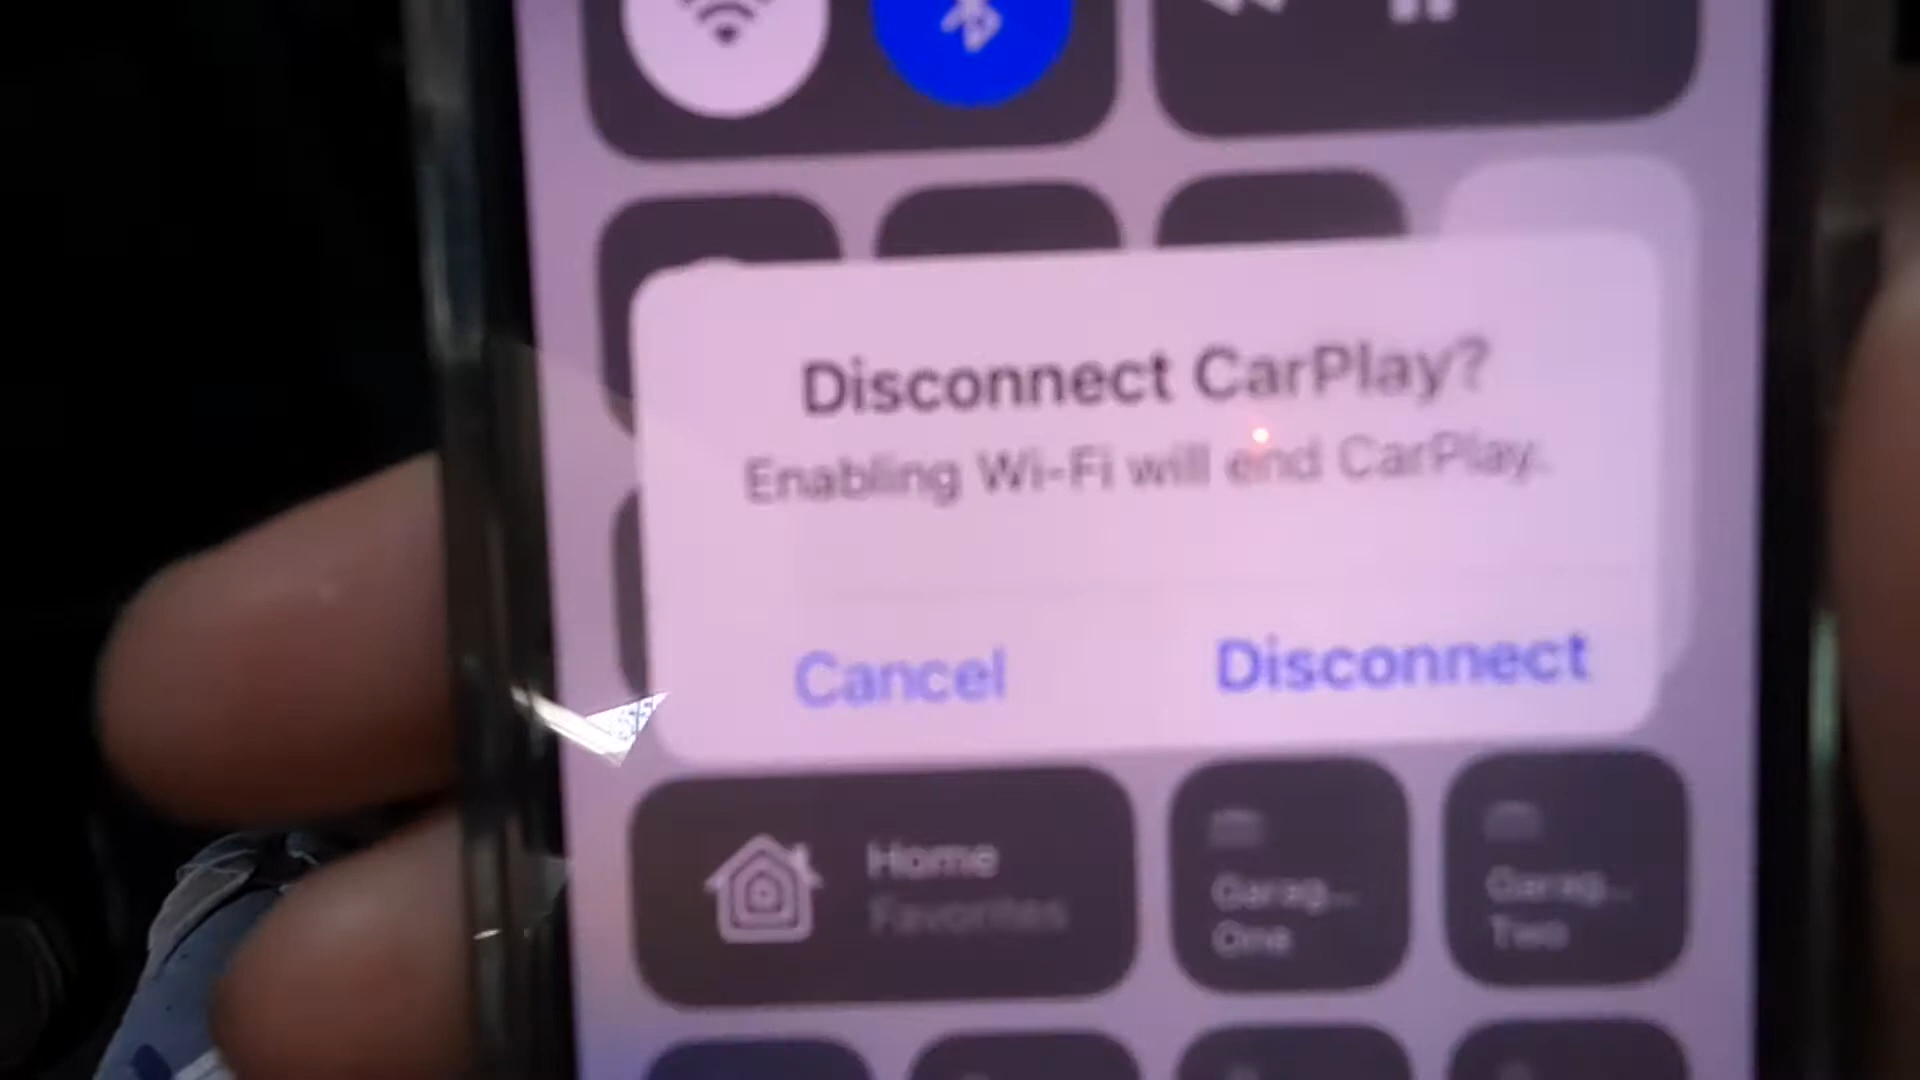 Disconnect CarPlay?
Enabling Wi-Fi will end CarPlay.
Cancel
Disconnect
Home
Favorites
Garag...
One
Garag...
Two